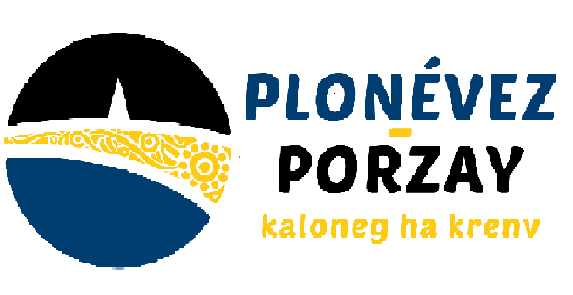 PLONÉVEZ
-
PORZAY
kaloneg ha krenv